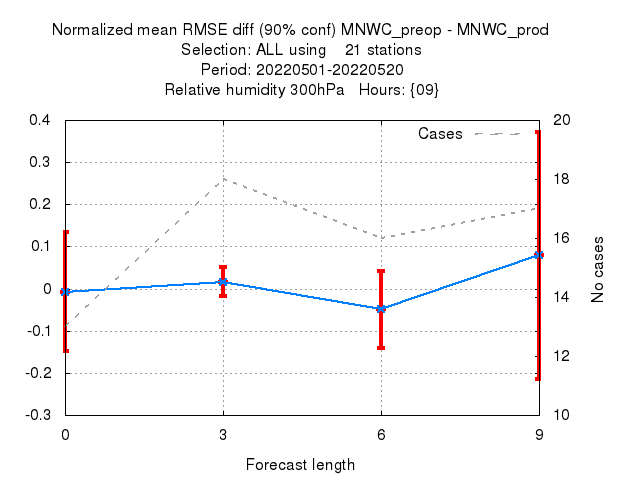 Normalized mean RMSE diff (90% conf) MNWC_preop - MNWC_prod
Selection: ALL using    21 stations
Period: 20220501-20220520
Relative humidity 300hPa   Hours: {09}
Cases
0.4
0.3
0.2
0.1
0
-0.1
-0.2
-0.3
20
18
16
14
12
10
No cases
0 3 6 9
Forecast length